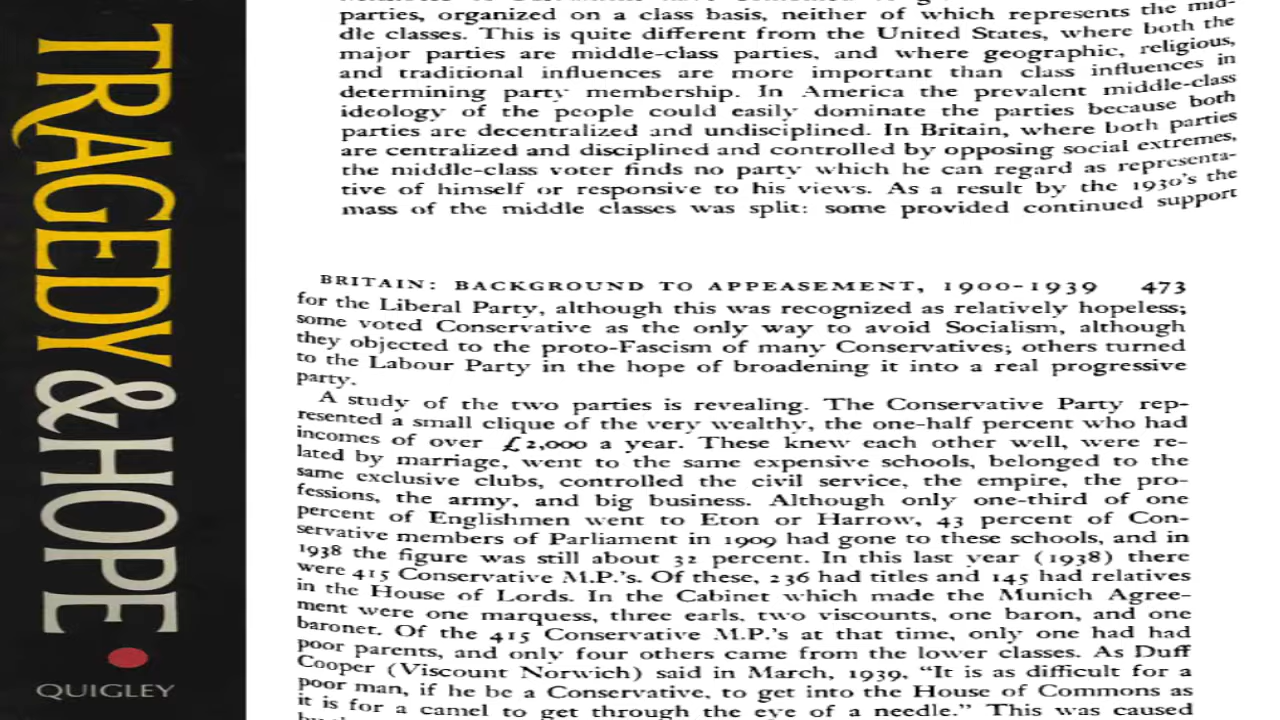 TRAGEDY & HOPE
QUIGLEY
parties, organized on a class basis, neither of which represents the mid-
dle classes. This is quite different from the United States, where both the
major parties are middle-class parties, and where geographic, religious,
and traditional influences are more important than class influences in
determining party membership. In America the prevalent middle-class
ideology of the people could easily dominate the parties because both
parties are decentralized and undisciplined. In Britain, where both parties
are centralized and disciplined and controlled by opposing social extremes,
the middle-class voter finds no party which he can regard as representa-
tive of himself or responsive to his views. As a result by the 1930's the
mass of the middle classes was split: some provided continued support
BRITAIN: BACKGROUND TO APPEASEMENT, 1900-1939 473
for the Liberal Party, although this was recognized as relatively hopeless;
some voted Conservative as the only way to avoid Socialism, although
they objected to the proto-Fascism of many Conservatives; others turned
to the Labour Party in the hope of broadening it into a real progressive
party.
A study of the two parties is revealing. The Conservative Party rep-
resented a small clique of the very wealthy, the one-half percent who had
incomes of over £2,000 a year. These knew each other well, were re-
lated by marriage, went to the same expensive schools, belonged to the
same exclusive clubs, controlled the civil service, the empire, the pro-
fessions, the army, and big business. Although only one-third of one
percent of Englishmen went to Eton or Harrow, 43 percent of Con-
servative members of Parliament in 1909 had gone to these schools, and in
1938 the figure was still about 32 percent. In this last year (1938) there
were 415 Conservative M.P.'s. Of these, 236 had titles and 145 had relatives
in the House of Lords. In the Cabinet which made the Munich Agree-
ment were one marquess, three earls, two viscounts, one baron, and one
baronet. Of the 415 Conservative M.P.'s at that time, only one had had
poor parents, and only four others came from the lower classes. As Duff
Cooper (Viscount Norwich) said in March, 1939, "It is as difficult for a
poor man, if he be a Conservative, to get into the House of Commons as
it is for a camel to get through the eye of a needle." This was caused